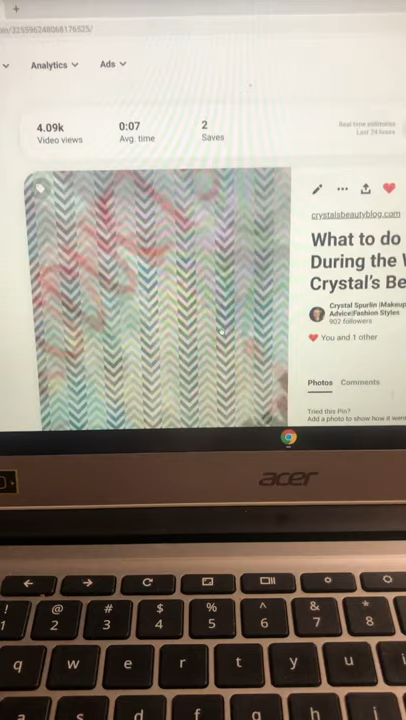 +
Analytics
Ads
4.09k
0:07
2
Video views
Avg. time
Saves
Real time estimates
Last 24 hours
crystalsbeautyblog.com
What to do
During the
Crystal's Be
Crystal Spurlin |Makeup
Advice|Fashion Styles
902 followers
You and 1 other
Photos
Comments
Tried this Pin?
Add a photo to show how it went
acer
! @ # $ % ^ & *
1 2 3 4 5 6 7 8
q w e r t y u i
a s d f g h j